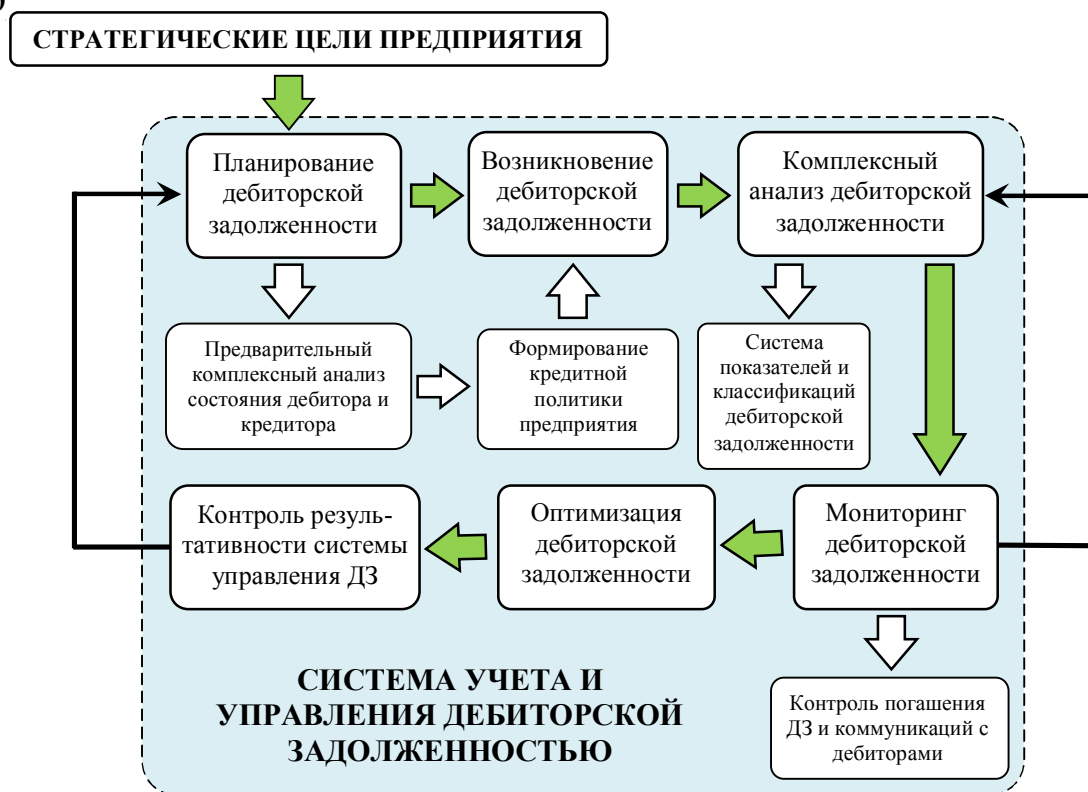 СТРАТЕГИЧЕСКИЕ ЦЕЛИ ПРЕДПРИЯТИЯ
Планирование
дебиторской
задолженности
Возникновение
дебиторской
задолженности
Комплексный
анализ дебиторской
задолженности
Предварительный
комплексный анализ
состояния дебитора и
кредитора
Формирование
кредитной
политики
предприятия
Система
показателей и
классификаций
дебиторской
задолженности
Контроль резуль-
тативности системы
управления ДЗ
Оптимизация
дебиторской
задолженности
Мониторинг
дебиторской
задолженности
СИСТЕМА УЧЕТА И
УПРАВЛЕНИЯ ДЕБИТОРСКОЙ
ЗАДОЛЖЕННОСТЬЮ
Контроль погашения
ДЗ и коммуникаций с
дебиторами